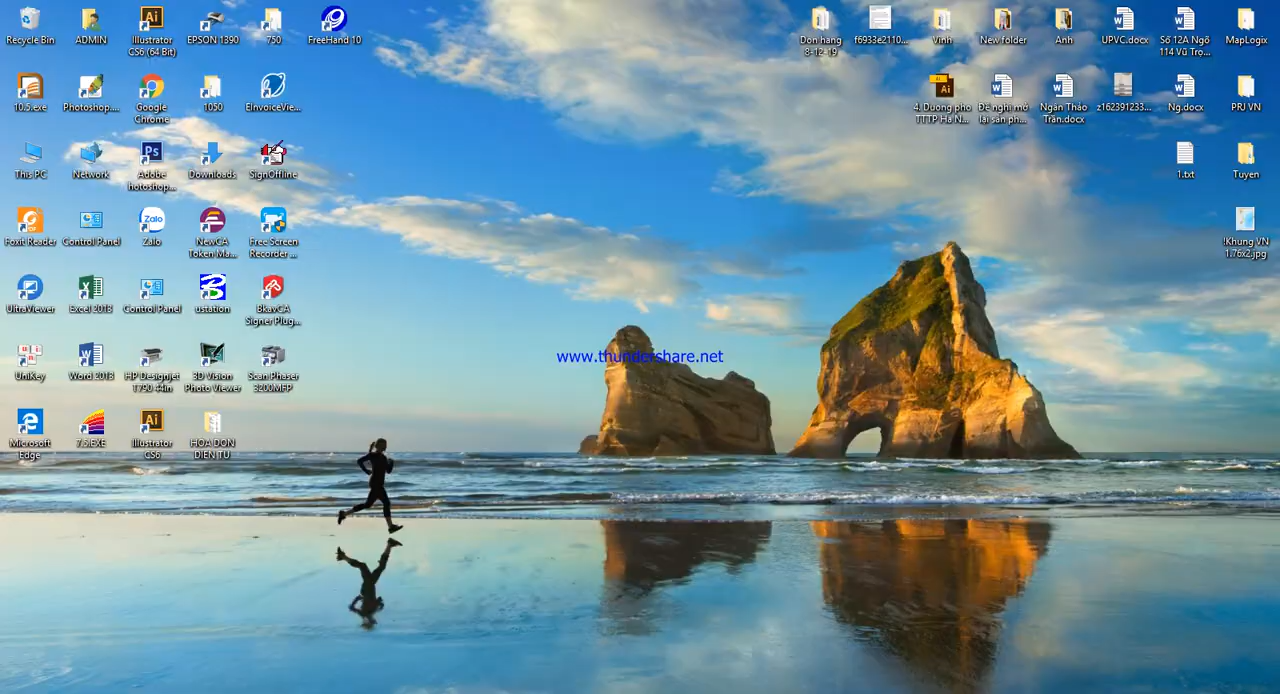 Recycle Bin
ADMIN
Illustrator
CS6 (64 Bit)
EPSON 1390
750
FreeHand 10
Don hang
8-12-19
f6933e2110...
Vinh
New folder
Anh
UPVC.docx
Số 12A Ngõ
114 Vũ Trọ...
MapLogix
10.5.exe
Photoshop....
Google
Chrome
1050
EInvoiceVie...
4. Duong pho
TTTP Ha N...
Đề nghị mở
lại sản ph...
Ngân Thảo
Trần.docx
z162391233...
Ng.docx
PRJ VN
This PC
Network
Adobe
hotoshop...
Downloads
SignOffline
1.txt
Tuyen
Foxit Reader
Control Panel
Zalo
NewCA
Token Ma...
Free Screen
Recorder ...
!Khung VN
1.76x2.jpg
UltraViewer
Excel 2013
Control Panel
ustation
BkavCA
Signer Plug...
www.thundershare.net
UniKey
Word 2013
HP Designjet
T790 44in
3D Vision
Photo Viewer
Scan Phaser
3200MFP
Microsoft
Edge
7.5.EXE
Illustrator
CS6
HOA DON
DIEN TU